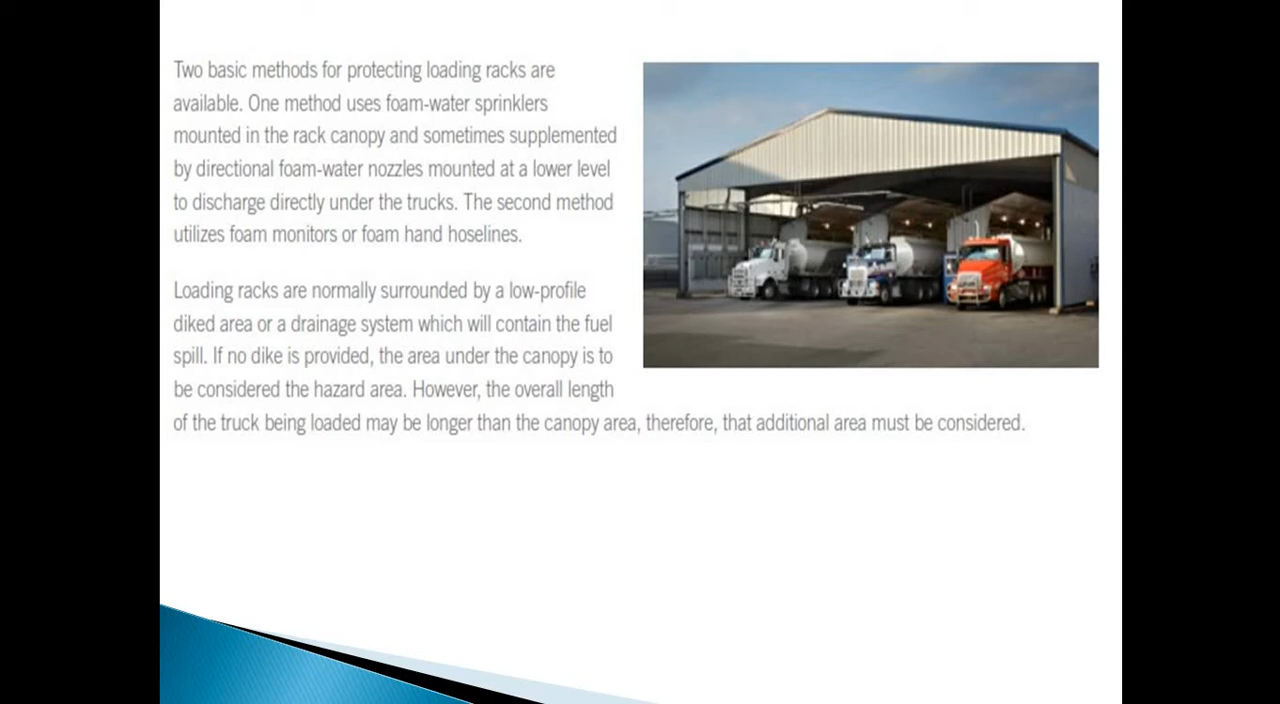 Two basic methods for protecting loading racks are
available. One method uses foam-water sprinklers
mounted in the rack canopy and sometimes supplemented
by directional foam-water nozzles mounted at a lower level
to discharge directly under the trucks. The second method
utilizes foam monitors or foam hand hoselines.
Loading racks are normally surrounded by a low-profile
diked area or a drainage system which will contain the fuel
spill. If no dike is provided, the area under the canopy is to
be considered the hazard area. However, the overall length
of the truck being loaded may be longer than the canopy area, therefore, that additional area must be considered.